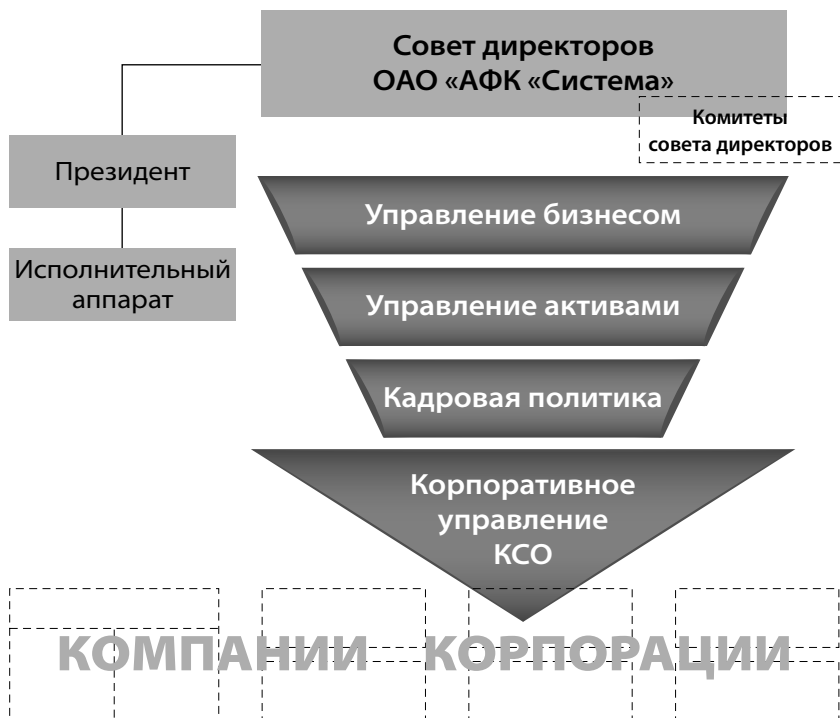 Совет директоров
ОАО «АФК «Система»
Комитеты
совета директоров
Президент
Исполнительный
аппарат
Управление бизнесом
Управление активами
Кадровая политика
Корпоративное
управление
КСО
КОМПАНИИ КОРПОРАЦИИ